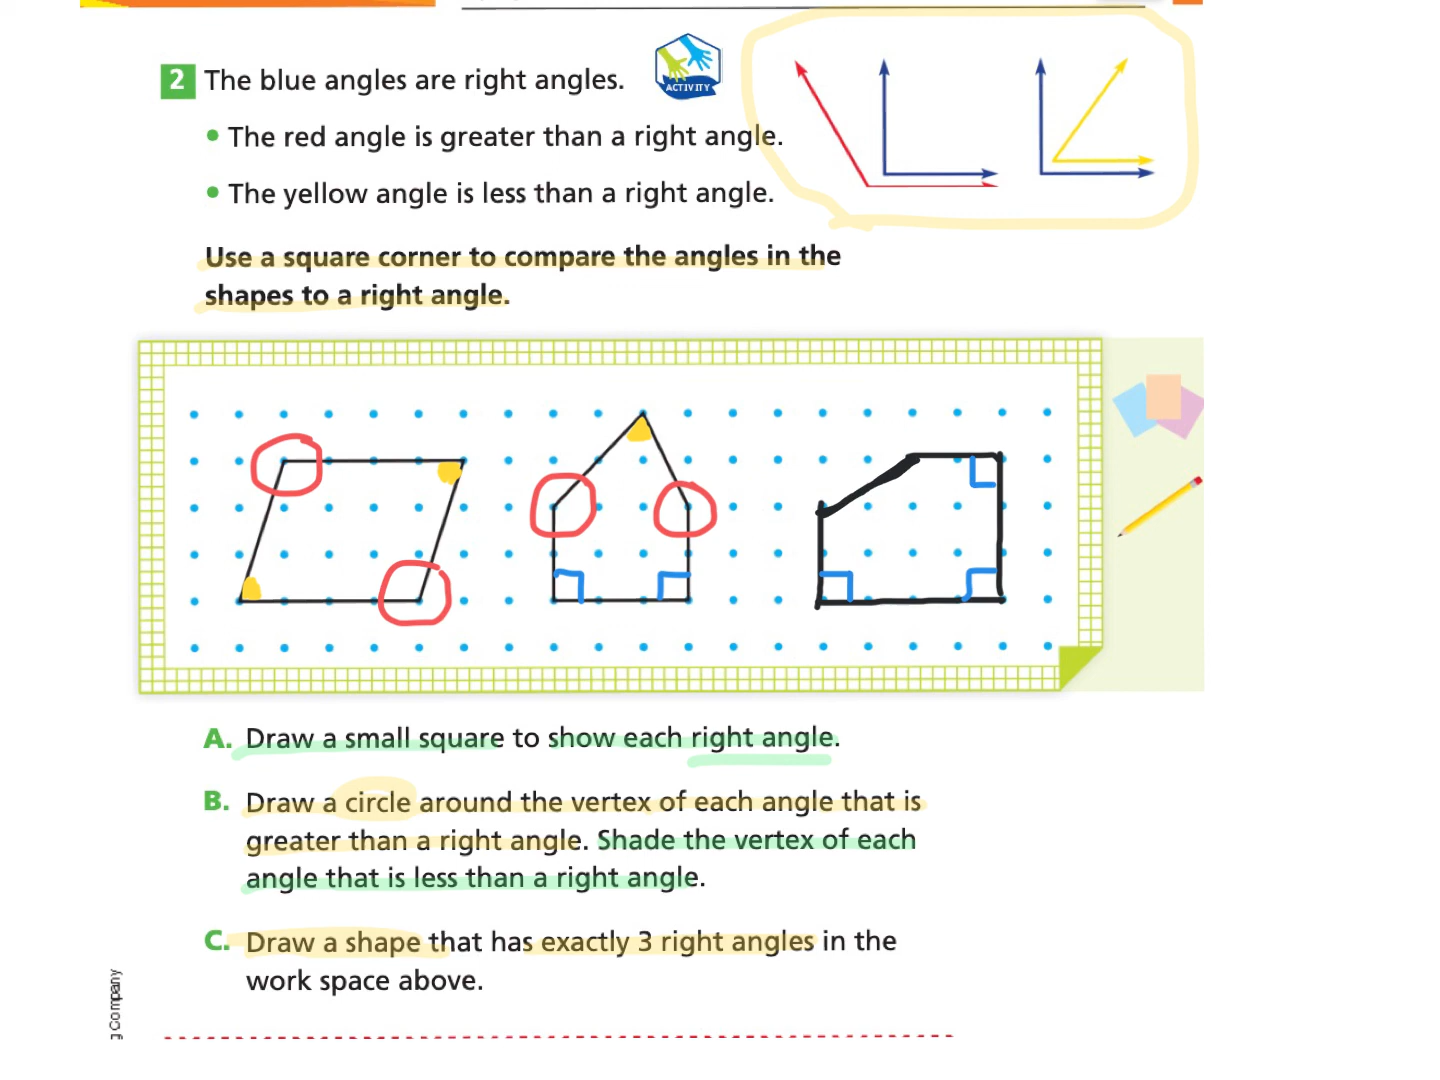 2 The blue angles are right angles.
ACTIVITY
• The red angle is greater than a right angle.
• The yellow angle is less than a right angle.
Use a square corner to compare the angles in the
shapes to a right angle.
A. Draw a small square to show each right angle.
B. Draw a circle around the vertex of each angle that is
greater than a right angle. Shade the vertex of each
angle that is less than a right angle.
C. Draw a shape that has exactly 3 right angles in the
work space above.
Company